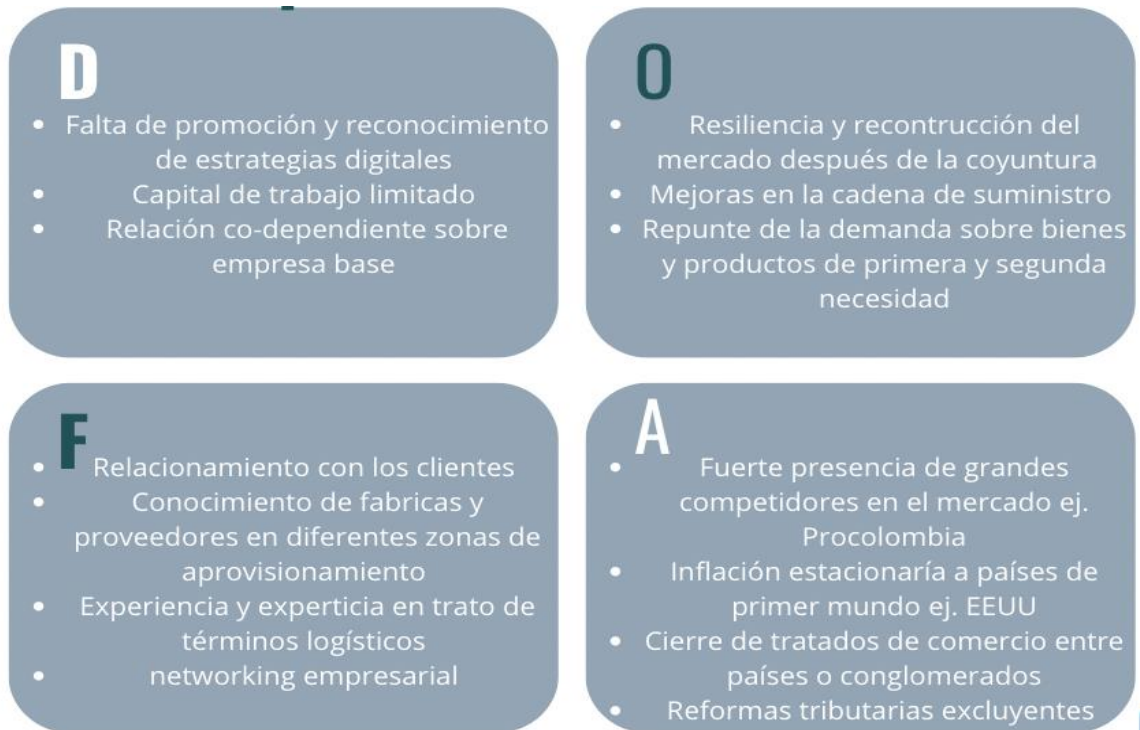 D
• Falta de promoción y reconocimiento
de estrategias digitales
• Capital de trabajo limitado
• Relación co-dependiente sobre
empresa base
O
• Resiliencia y recontrucción del
mercado después de la coyuntura
• Mejoras en la cadena de suministro
• Repunte de la demanda sobre bienes
y productos de primera y segunda
necesidad
F
• Relacionamiento con los clientes
• Conocimiento de fabricas y
proveedores en diferentes zonas de
aprovisionamiento
• Experiencia y experticia en trato de
términos logísticos
• networking empresarial
A
• Fuerte presencia de grandes
competidores en el mercado ej.
Procolombia
• Inflación estacionaría a países de
primer mundo ej. EEUU
• Cierre de tratados de comercio entre
países o conglomerados
• Reformas tributarias excluyentes